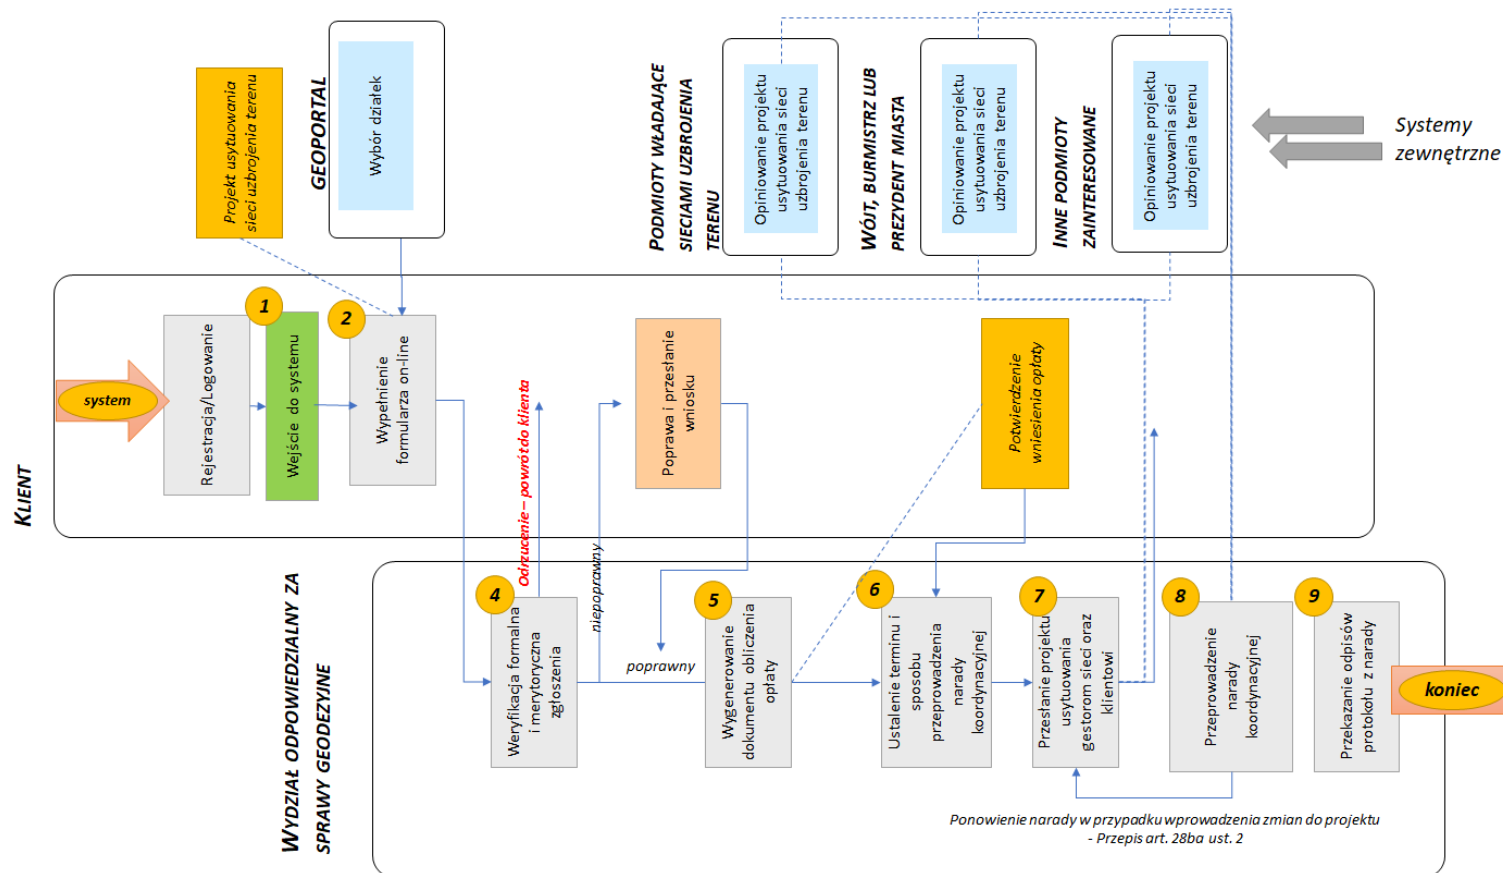 Projekt usytuowania
sieci uzbrojenia terenu
GEOPORTAL
Wybór działek
PODMIOTY WŁADAJĄCE
SIECIAMI UZBROJENIA
TERENU
Opiniowanie projektu
usytuowania sieci
uzbrojenia terenu
WÓJT, BURMISTRZ LUB
PREZYDENT MIASTA
Opiniowanie projektu
usytuowania sieci
uzbrojenia terenu
INNE PODMIOTY
ZAINTERESOWANE
Opiniowanie projektu
usytuowania sieci
uzbrojenia terenu
Systemy
zewnętrzne
KLIENT
system
Rejestracja/Logowanie
1
Wejście do systemu
2
Wypełnienie
formularza on-line
Odrzucenie – powrót do klienta
niepoprawny
Poprawa i przesłanie
wniosku
Potwierdzenie
wniesienia opłaty
WYDZIAŁ ODPOWIEDZIALNY ZA
SPRAWY GEODEZYJNE
4
Weryfikacja formalna
i merytoryczna
zgłoszenia
poprawny
5
Wygenerowanie
dokumentu obliczenia
opłaty
6
Ustalenie terminu i
sposobu
przeprowadzenia
narady
koordynacyjnej
7
Przesłanie projektu
usytuowania
gestorom sieci oraz
klientowi
8
Przeprowadzenie
narady
koordynacyjnej
9
Przekazanie odpisów
protokołu z narady
koniec
Ponowienie narady w przypadku wprowadzenia zmian do projektu
- Przepis art. 28ba ust. 2